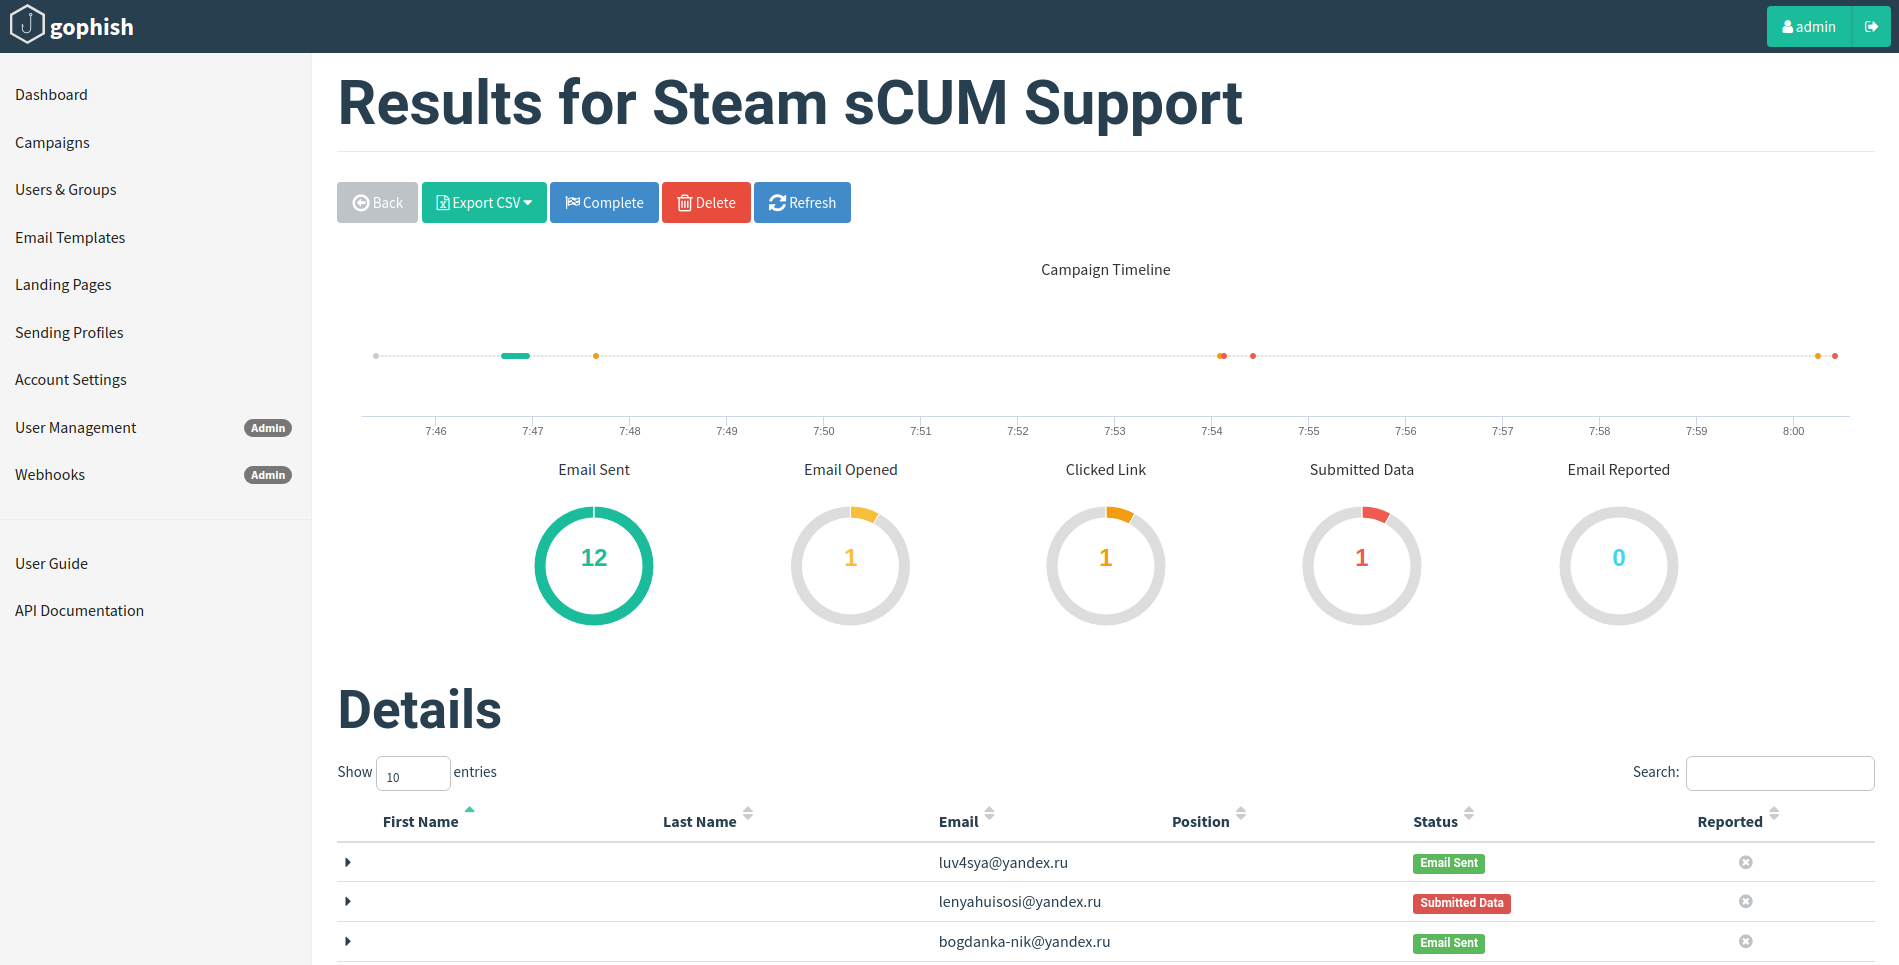 gophish
admin
Dashboard
Campaigns
Users & Groups
Email Templates
Landing Pages
Sending Profiles
Account Settings
User Management Admin
Webhooks Admin
User Guide
API Documentation
Results for Steam sCUM Support
Back Export CSV Complete Delete Refresh
Campaign Timeline
7:46 7:47 7:48 7:49 7:50 7:51 7:52 7:53 7:54 7:55 7:56 7:57 7:58 7:59 8:00
Email Sent Email Opened Clicked Link Submitted Data Email Reported
12 1 1 1 0
Details
Show 10 entries Search:
First Name Last Name Email Position Status Reported
luv4sya@yandex.ru Email Sent
lenyahuisosi@yandex.ru Submitted Data
bogdanka-nik@yandex.ru Email Sent